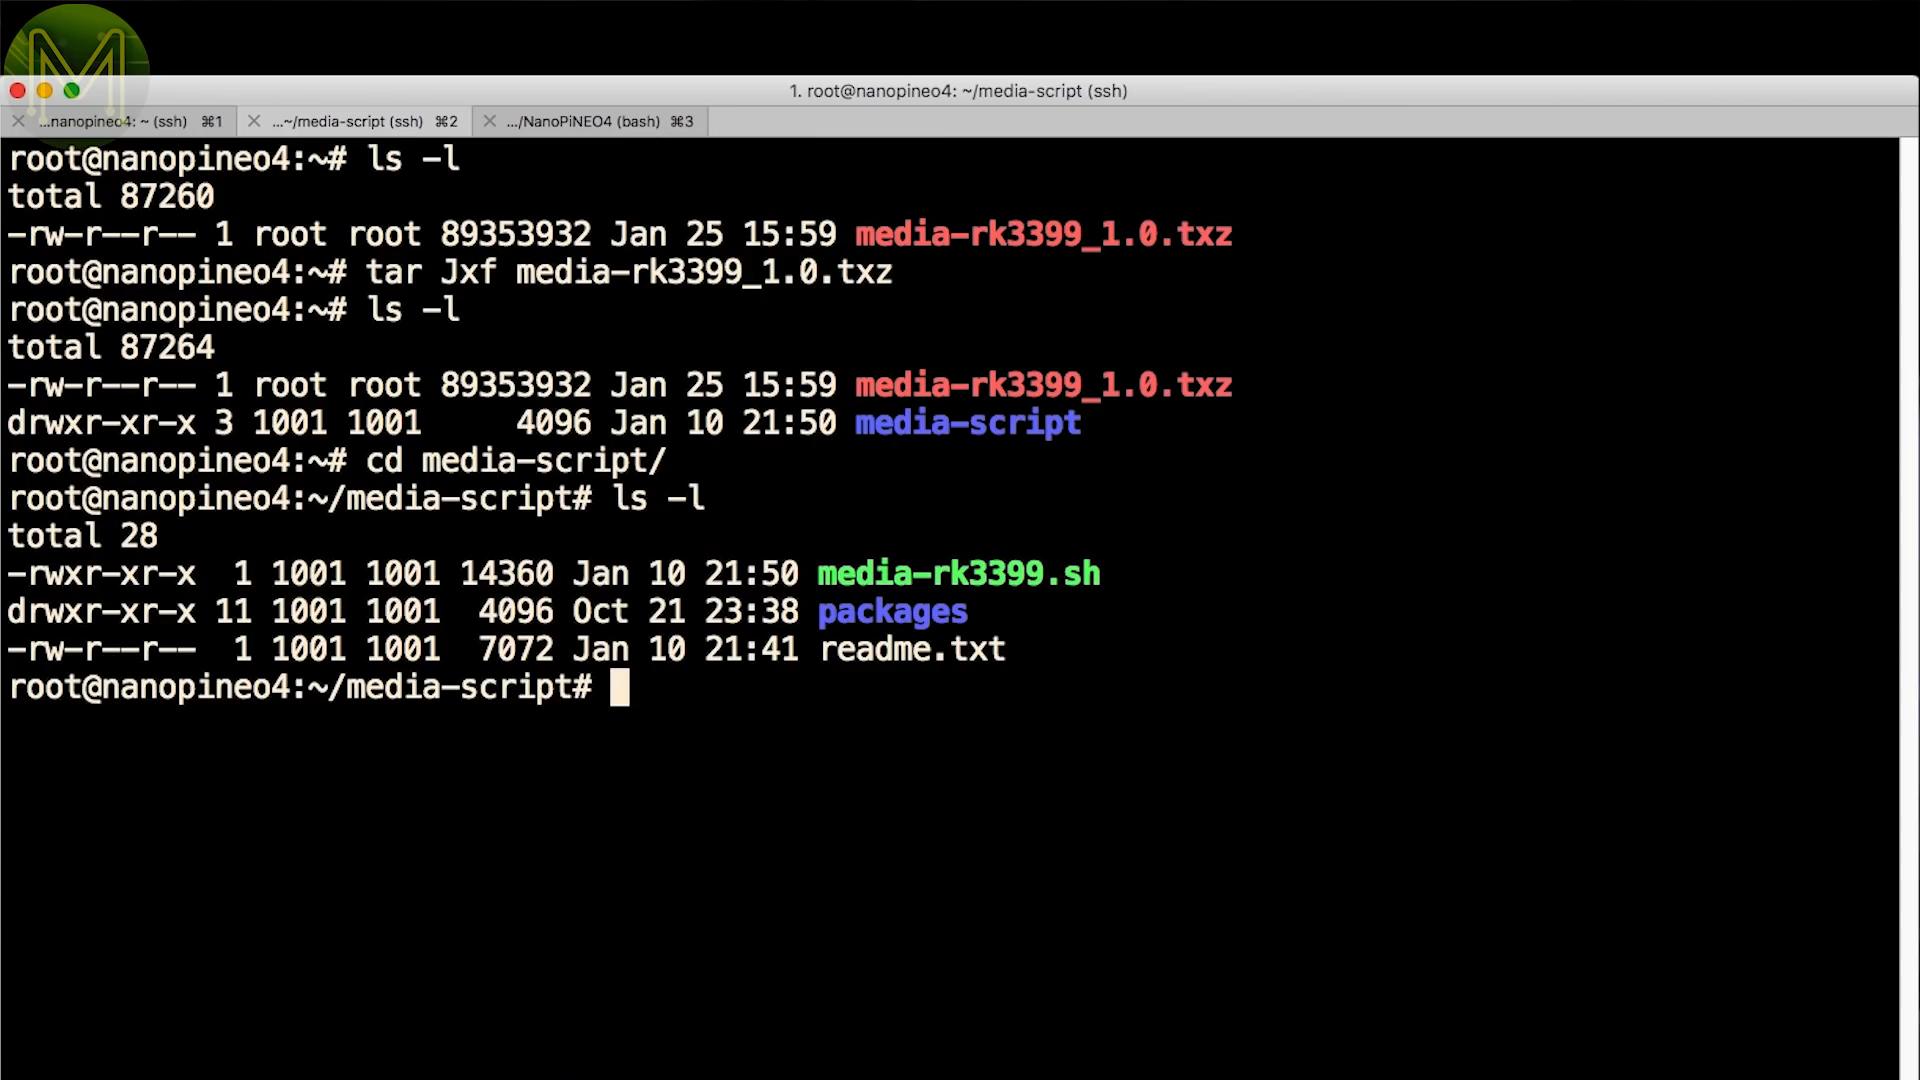 M
1. root@nanopineo4: ~/media-script (ssh)
...nanopineo4: ~ (ssh) ⌘1 ...~/media-script (ssh) ⌘2 .../NanoPiNEO4 (bash) ⌘3
root@nanopineo4:~# ls -l
total 87260
-rw-r--r-- 1 root root 89353932 Jan 25 15:59 media-rk3399_1.0.txz
root@nanopineo4:~# tar Jxf media-rk3399_1.0.txz
root@nanopineo4:~# ls -l
total 87264
-rw-r--r-- 1 root root 89353932 Jan 25 15:59 media-rk3399_1.0.txz
drwxr-xr-x 3 1001 1001     4096 Jan 10 21:50 media-script
root@nanopineo4:~# cd media-script/
root@nanopineo4:~/media-script# ls -l
total 28
-rwxr-xr-x  1 1001 1001 14360 Jan 10 21:50 media-rk3399.sh
drwxr-xr-x 11 1001 1001  4096 Oct 21 23:38 packages
-rw-r--r--  1 1001 1001  7072 Jan 10 21:41 readme.txt
root@nanopineo4:~/media-script#